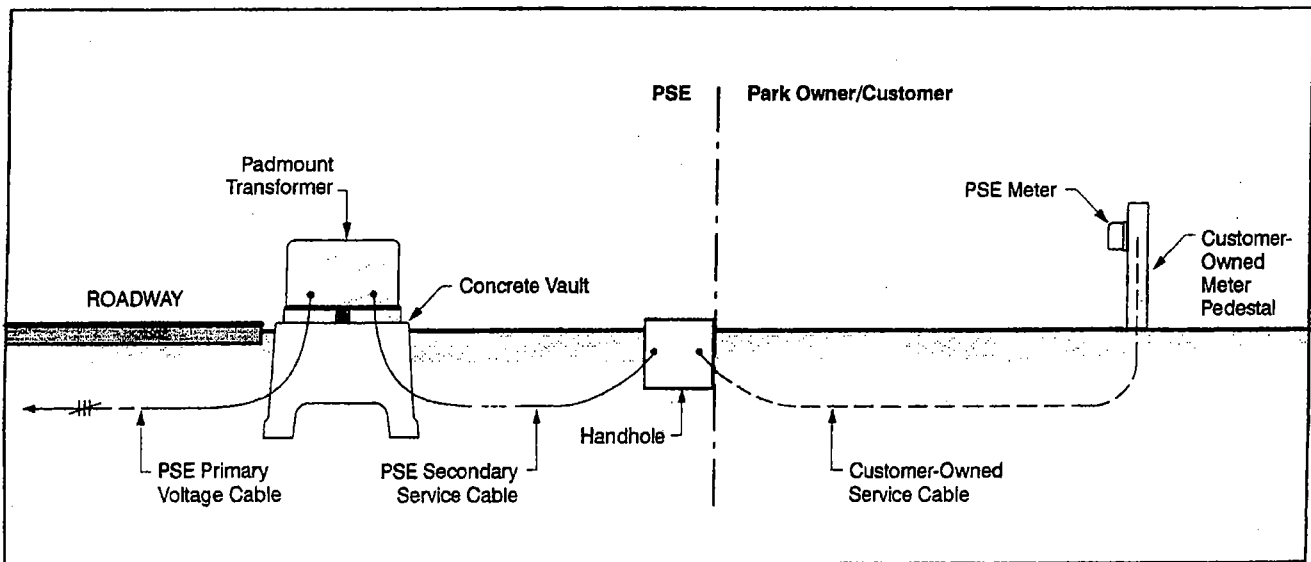 PSE
Park Owner/Customer
Padmount
Transformer
PSE Meter
Customer-
Owned
Meter
Pedestal
Concrete Vault
ROADWAY
Handhole
PSE Primary
Voltage Cable
PSE Secondary
Service Cable
Customer-Owned
Service Cable